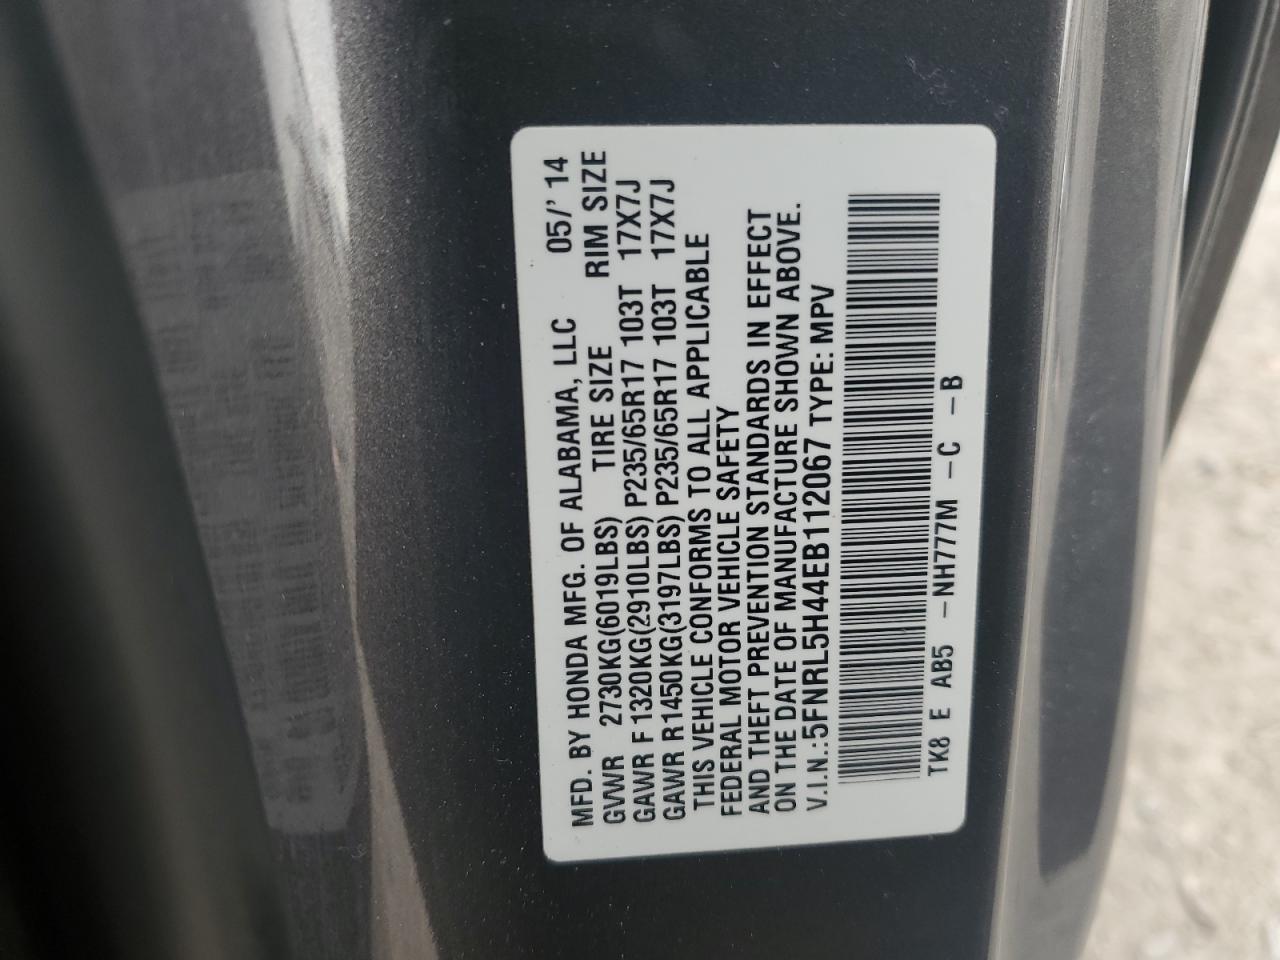 MFD. BY HONDA MFG. OF ALABAMA, LLC 05/' 14
GVWR 2730KG(6019LBS) TIRE SIZE RIM SIZE
GAWR F 1320KG(2910LBS) P235/65R17 103T 17X7J
GAWR R1450KG(3197LBS) P235/65R17 103T 17X7J
THIS VEHICLE CONFORMS TO ALL APPLICABLE
FEDERAL MOTOR VEHICLE SAFETY
AND THEFT PREVENTION STANDARDS IN EFFECT
ON THE DATE OF MANUFACTURE SHOWN ABOVE.
V.I.N.:5FNRL5H44EB112067 TYPE: MPV
TK8 E AB5 -NH777M -C -B